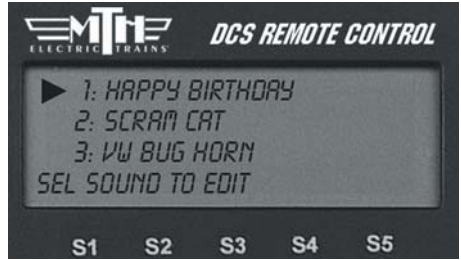 MTH
ELECTRIC TRAINS
DCS REMOTE CONTROL
1: HAPPY BIRTHDAY
2: SCRAM CAT
3: VW BUG HORN
SEL SOUND TO EDIT
S1 S2 S3 S4 S5